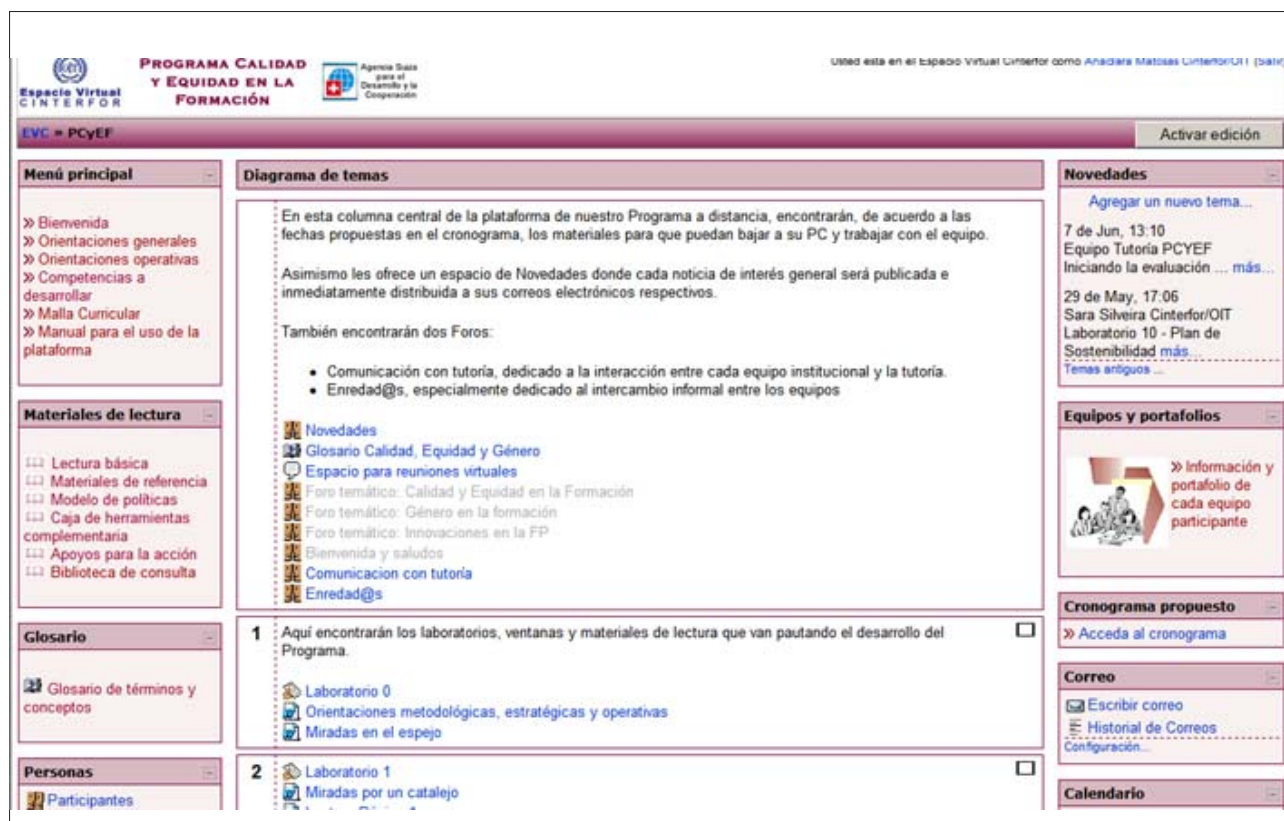 Espacio Virtual
CINTERFOR
PROGRAMA CALIDAD
Y EQUIDAD EN LA
FORMACIÓN
Agencia Suiza
para el
Desarrollo y la
Cooperación
Usted está en el Espacio Virtual Cinterfor como Anaclara Matosas Cinterfor/OIT (Salir)
EVC » PCyEF
Activar edición
Menú principal
» Bienvenida
» Orientaciones generales
» Orientaciones operativas
» Competencias a
desarrollar
» Malla Curricular
» Manual para el uso de la
plataforma
Materiales de lectura
Lectura básica
Materiales de referencia
Modelo de políticas
Caja de herramientas
complementaria
Apoyos para la acción
Biblioteca de consulta
Glosario
Glosario de términos y
conceptos
Personas
Participantes
Diagrama de temas
En esta columna central de la plataforma de nuestro Programa a distancia, encontrarán, de acuerdo a las
fechas propuestas en el cronograma, los materiales para que puedan bajar a su PC y trabajar con el equipo.
Asimismo les ofrece un espacio de Novedades donde cada noticia de interés general será publicada e
inmediatamente distribuida a sus correos electrónicos respectivos.
También encontrarán dos Foros:
• Comunicación con tutoría, dedicado a la interacción entre cada equipo institucional y la tutoría.
• Enredad@s, especialmente dedicado al intercambio informal entre los equipos
Novedades
Glosario Calidad, Equidad y Género
Espacio para reuniones virtuales
Foro temático: Calidad y Equidad en la Formación
Foro temático: Género en la formación
Foro temático: Innovaciones en la FP
Bienvenida y saludos
Comunicacion con tutoría
Enredad@s
1 Aquí encontrarán los laboratorios, ventanas y materiales de lectura que van pautando el desarrollo del
Programa.
Laboratorio 0
Orientaciones metodológicas, estratégicas y operativas
Miradas en el espejo
2 Laboratorio 1
Miradas por un catalejo
Novedades
Agregar un nuevo tema...
7 de Jun, 13:10
Equipo Tutoría PCYEF
Iniciando la evaluación ... más...
29 de May, 17:06
Sara Silveira Cinterfor/OIT
Laboratorio 10 - Plan de
Sostenibilidad más...
Temas antiguos ...
Equipos y portafolios
» Información y
portafolio de
cada equipo
participante
Cronograma propuesto
» Acceda al cronograma
Correo
Escribir correo
Historial de Correos
Configuración...
Calendario